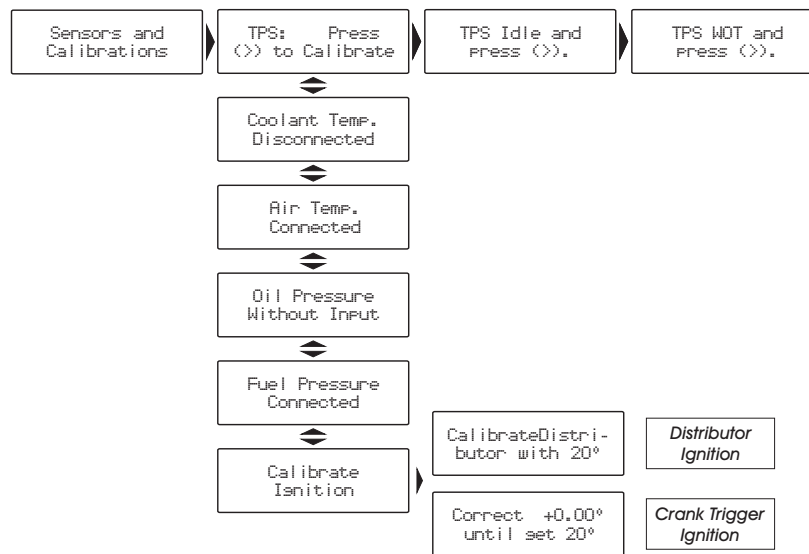 Sensors and
Calibrations
TPS: Press
(>) to Calibrate
TPS Idle and
press (>).
TPS WOT and
press (>).
Coolant Temp.
Disconnected
Air Temp.
Connected
Oil Pressure
Without Input
Fuel Pressure
Connected
Calibrate
Ignition
CalibrateDistri-
butor with 20°
Distributor
Ignition
Correct +0.00°
until get 20°
Crank Trigger
Ignition